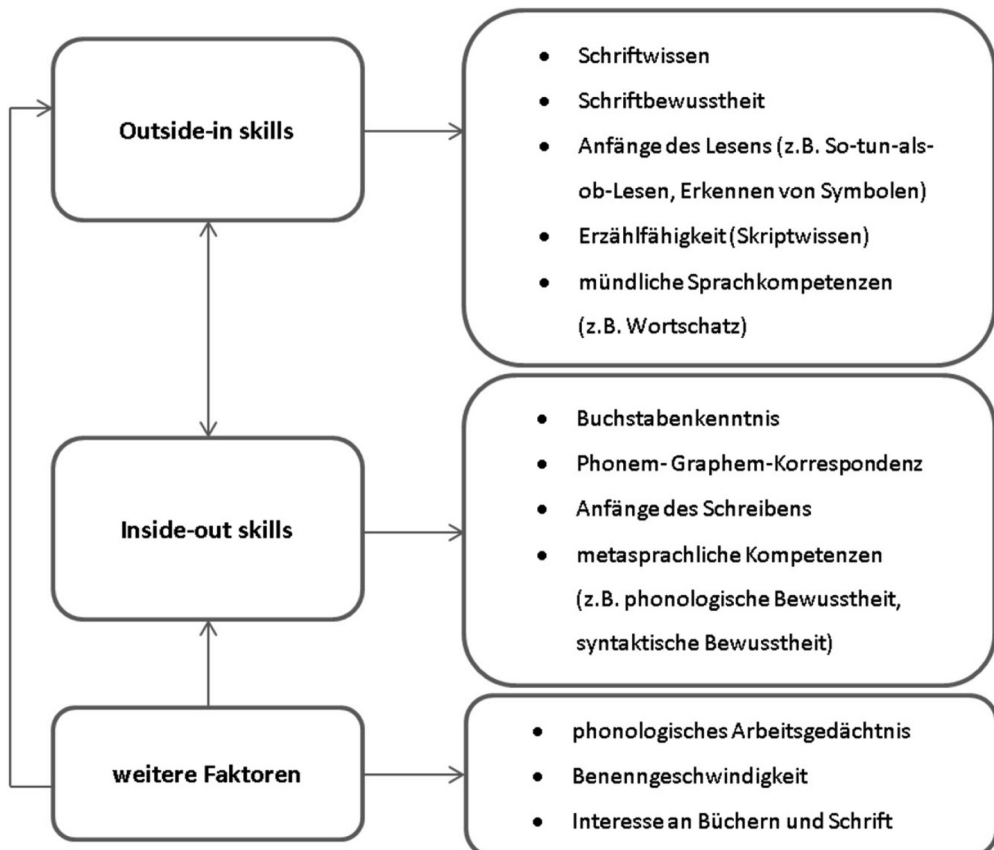 Outside-in skills
• Schriftwissen
• Schriftbewusstheit
• Anfänge des Lesens (z.B. So-tun-als-
ob-Lesen, Erkennen von Symbolen)
• Erzählfähigkeit (Skriptwissen)
• mündliche Sprachkompetenzen
(z.B. Wortschatz)
Inside-out skills
• Buchstabenkenntnis
• Phonem- Graphem-Korrespondenz
• Anfänge des Schreibens
• metasprachliche Kompetenzen
(z.B. phonologische Bewusstheit,
syntaktische Bewusstheit)
weitere Faktoren
• phonologisches Arbeitsgedächtnis
• Benenngeschwindigkeit
• Interesse an Büchern und Schrift